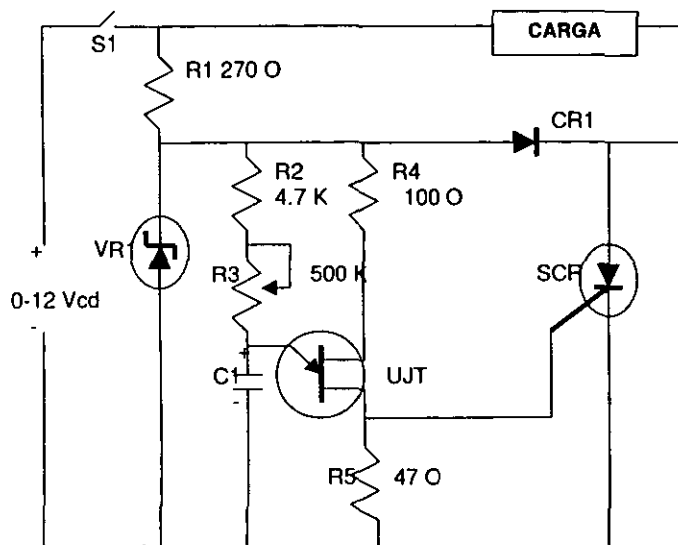 S1
CARGA
R1 270 O
CR1
R2
4.7 K
R4
100 O
VR1
R3
500 K
SCR
+
0-12 Vcd
-
+
C1
-
UJT
R5
47 O